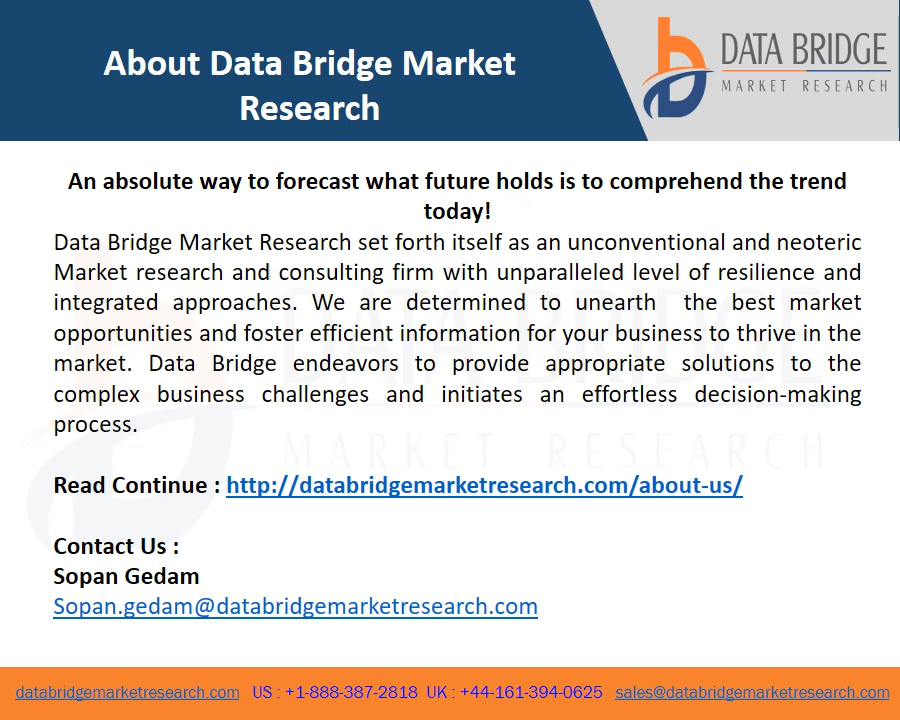 About Data Bridge Market
Research
DATA BRIDGE
MARKET RESEARCH
An absolute way to forecast what future holds is to comprehend the trend
today!
Data Bridge Market Research set forth itself as an unconventional and neoteric
Market research and consulting firm with unparalleled level of resilience and
integrated approaches. We are determined to unearth the best market
opportunities and foster efficient information for your business to thrive in the
market. Data Bridge endeavors to provide appropriate solutions to the
complex business challenges and initiates an effortless decision-making
process.
DATA BRIDGE
MARKET RESEARCH
Read Continue : http://databridgemarketresearch.com/about-us/
Contact Us :
Sopan Gedam
Sopan.gedam@databridgemarketresearch.com
databridgemarketresearch.com US : +1-888-387-2818 UK : +44-161-394-0625 sales@databridgemarketresearch.com